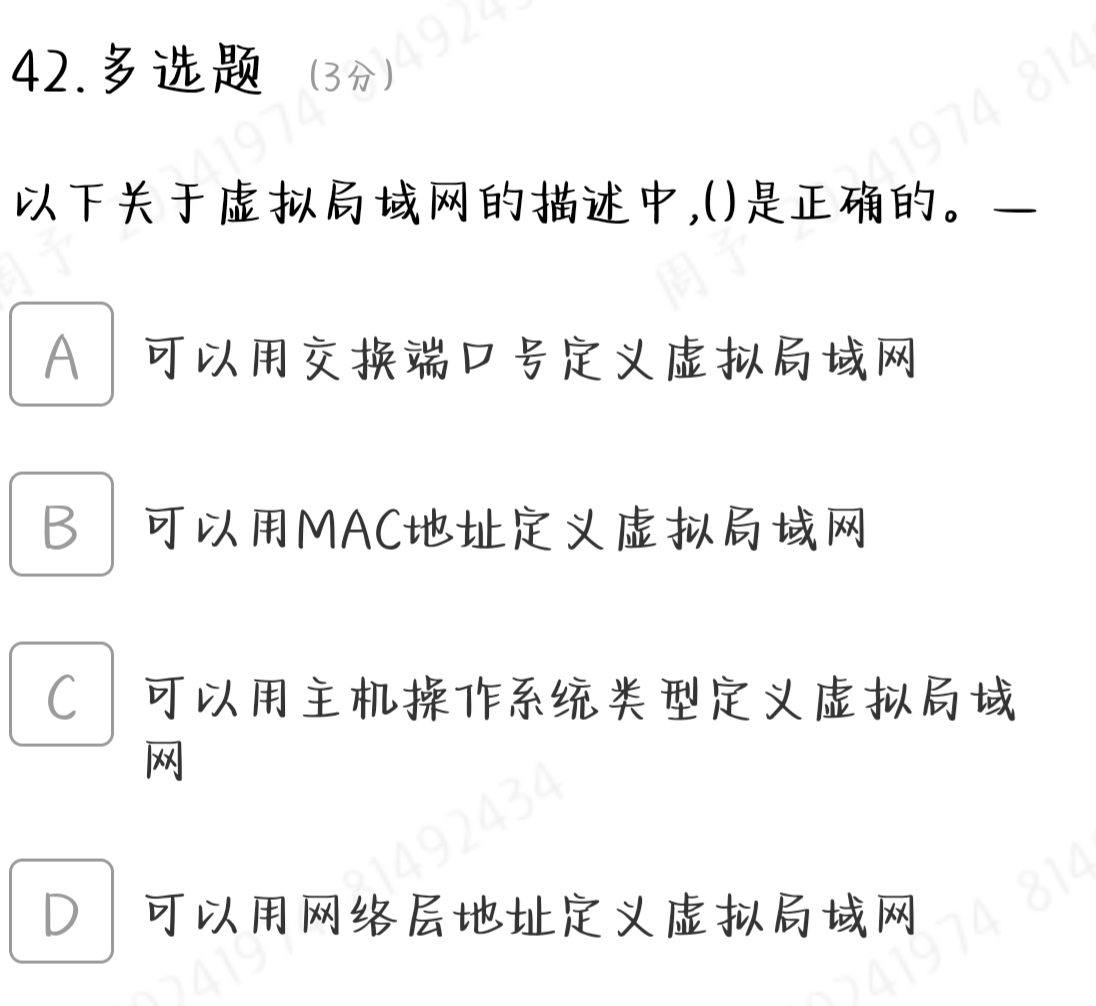 42.多选题 (3分)
以下关于虚拟局域网的描述中,()是正确的。—
A 可以用交换端口号定义虚拟局域网
B 可以用MAC地址定义虚拟局域网
C 可以用主机操作系统类型定义虚拟局域
网
D 可以用网络层地址定义虚拟局域网